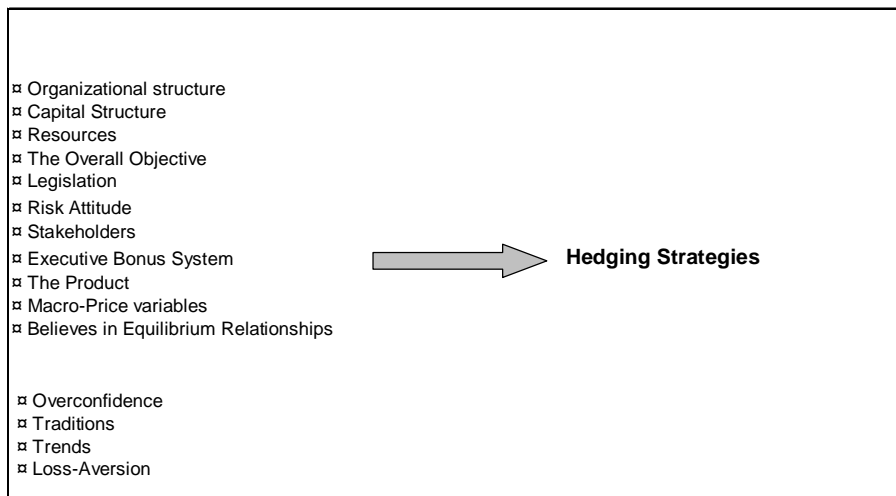 ¤ Organizational structure
¤ Capital Structure
¤ Resources
¤ The Overall Objective
¤ Legislation
¤ Risk Attitude
¤ Stakeholders
¤ Executive Bonus System
¤ The Product
¤ Macro-Price variables
¤ Believes in Equilibrium Relationships
Hedging Strategies
¤ Overconfidence
¤ Traditions
¤ Trends
¤ Loss-Aversion